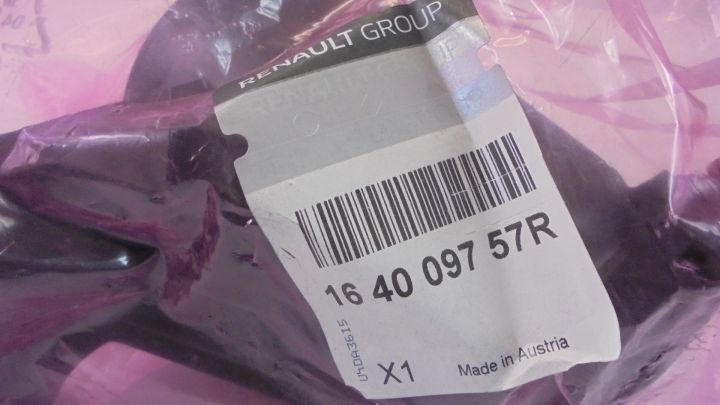 RENAULT GROUP
16 40 097 57R
U4DA3615
X1
Made in Austria